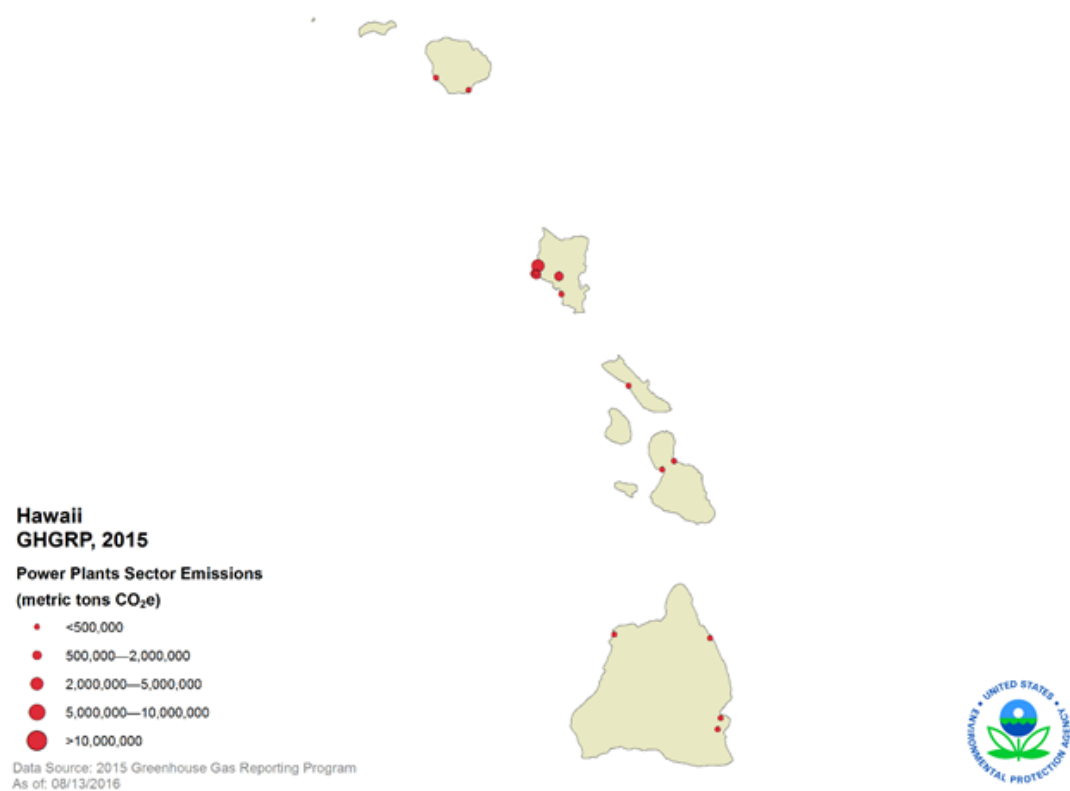 Hawaii
GHGRP, 2015
Power Plants Sector Emissions
(metric tons CO₂e)
<500,000
500,000—2,000,000
2,000,000—5,000,000
5,000,000—10,000,000
>10,000,000
Data Source: 2015 Greenhouse Gas Reporting Program
As of: 08/13/2016
UNITED STATES
ENVIRONMENTAL PROTECTION AGENCY